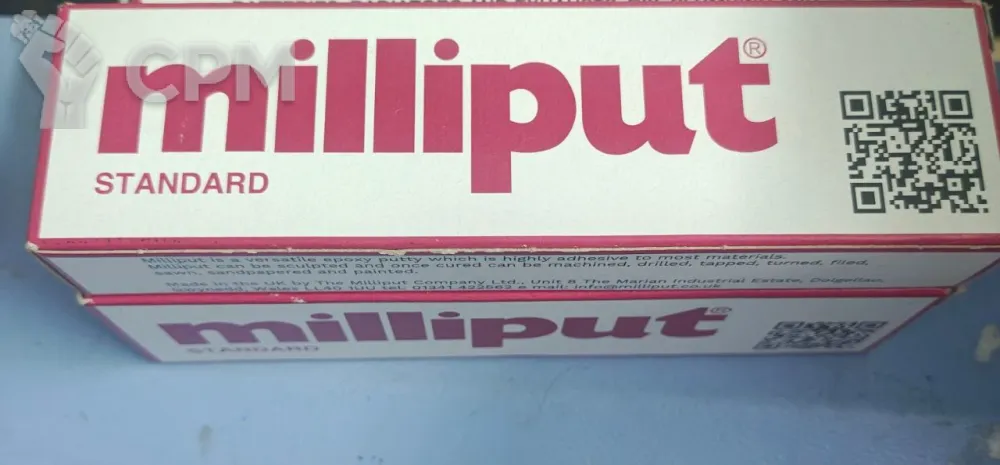 CPM
milliput®
STANDARD
Milliput is a versatile epoxy putty which is highly adhesive to most materials.
Milliput can be sculpted and once cured can be machined, drilled, tapped, turned, filed,
sawn, sandpapered and painted.
Made in the UK by The Milliput Company Ltd., Unit 8 The Marian Industrial Estate, Dolgellau,
Gwynedd, Wales LL40 1UU tel. 01341 422562 e mail: info@milliput.co.uk
milliput®
STANDARD